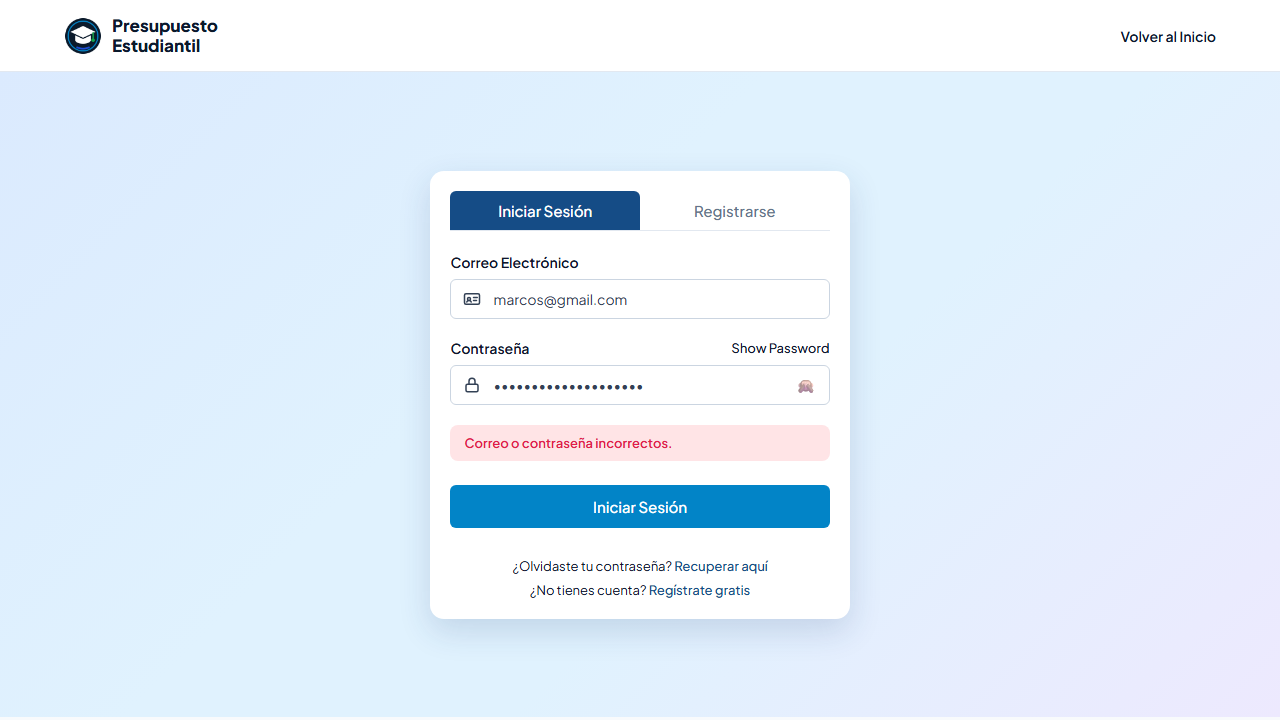 Presupuesto
Estudiantil
Volver al Inicio
Iniciar Sesión
Registrarse
Correo Electrónico
marcos@gmail.com
Contraseña
Show Password
••••••••••••••••••••
Correo o contraseña incorrectos.
Iniciar Sesión
¿Olvidaste tu contraseña? Recuperar aquí
¿No tienes cuenta? Regístrate gratis